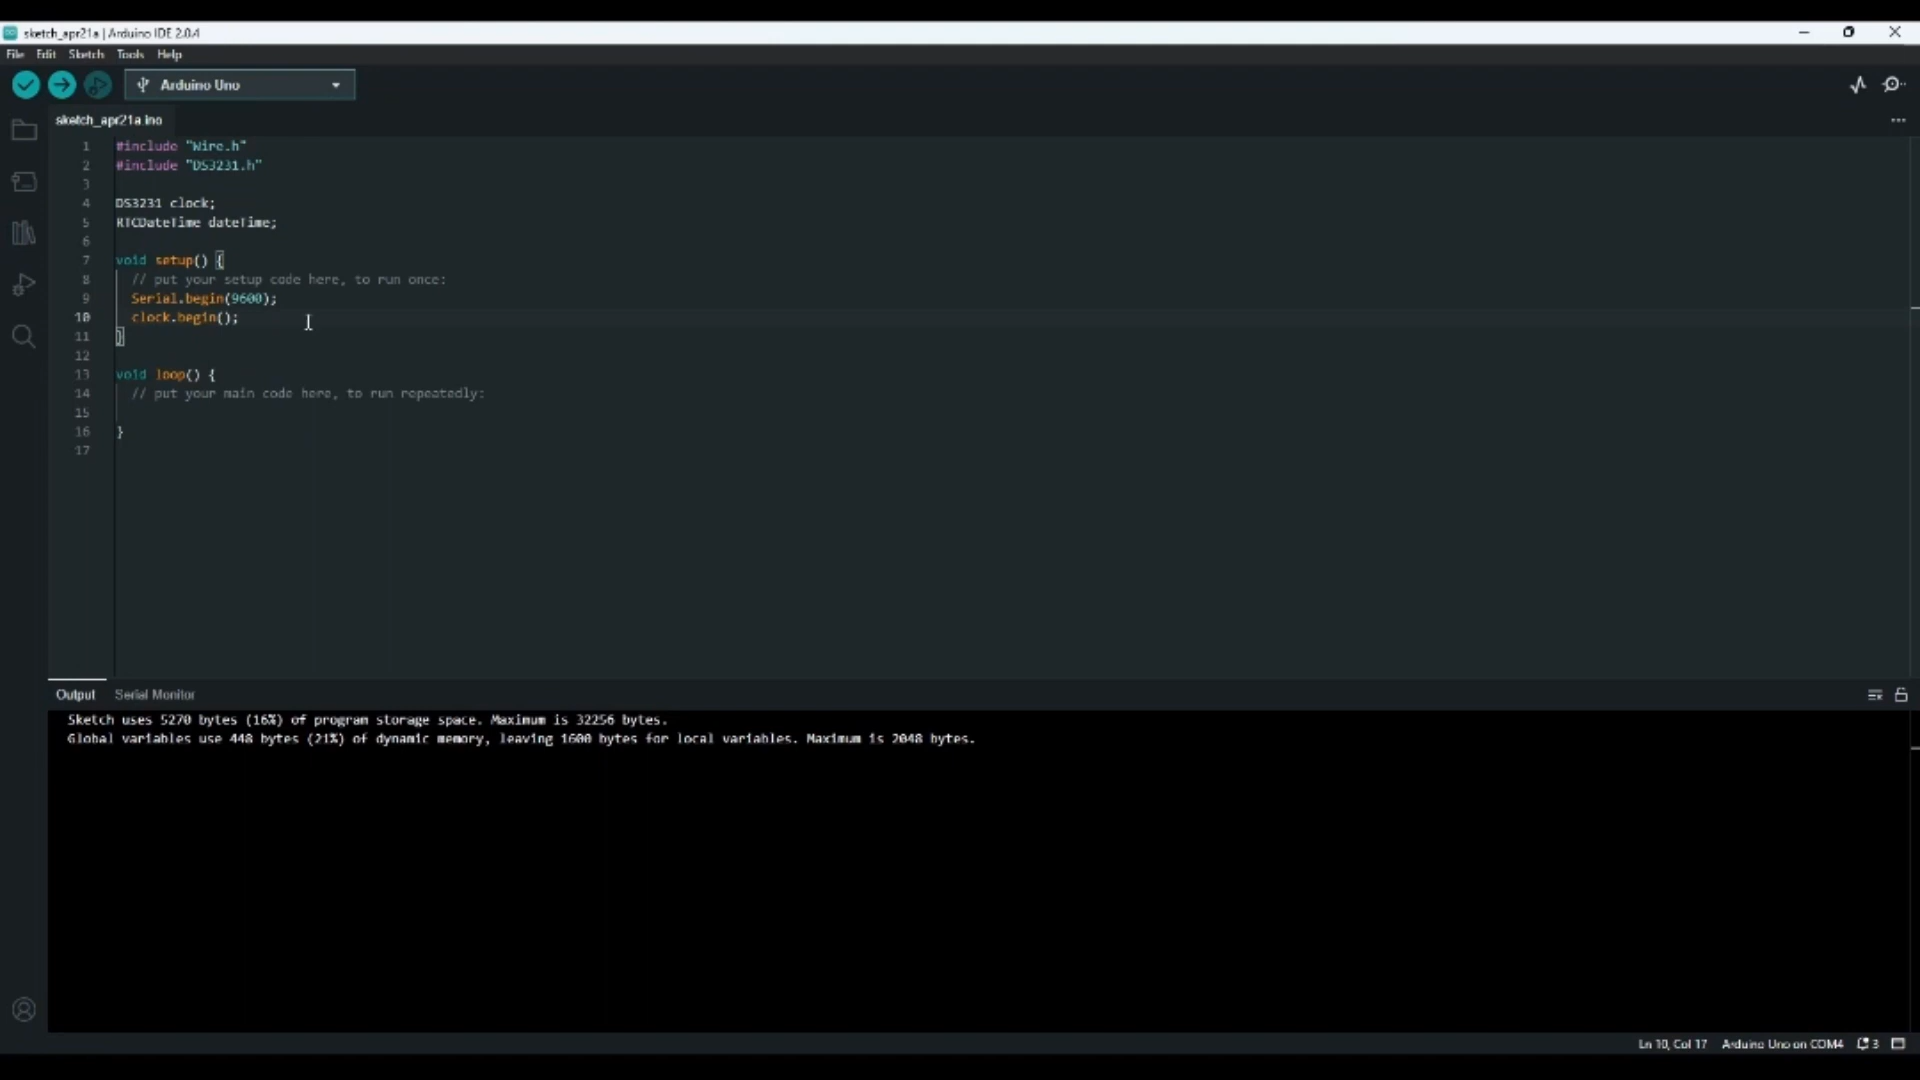 sketch_apr21a | Arduino IDE 2.0.4
File Edit Sketch Tools Help
Arduino Uno
sketch_apr21a.ino
1 #include "Wire.h"
2 #include "DS3231.h"
3
4 DS3231 clock;
5 RTCDateTime dateTime;
6
7 void setup() {
8 // put your setup code here, to run once:
9 Serial.begin(9600);
10 clock.begin();
11 }
12
13 void loop() {
14 // put your main code here, to run repeatedly:
15
16 }
17
Output Serial Monitor
Sketch uses 5270 bytes (16%) of program storage space. Maximum is 32256 bytes.
Global variables use 448 bytes (21%) of dynamic memory, leaving 1600 bytes for local variables. Maximum is 2048 bytes.
Ln 10, Col 17 Arduino Uno on COM4 3